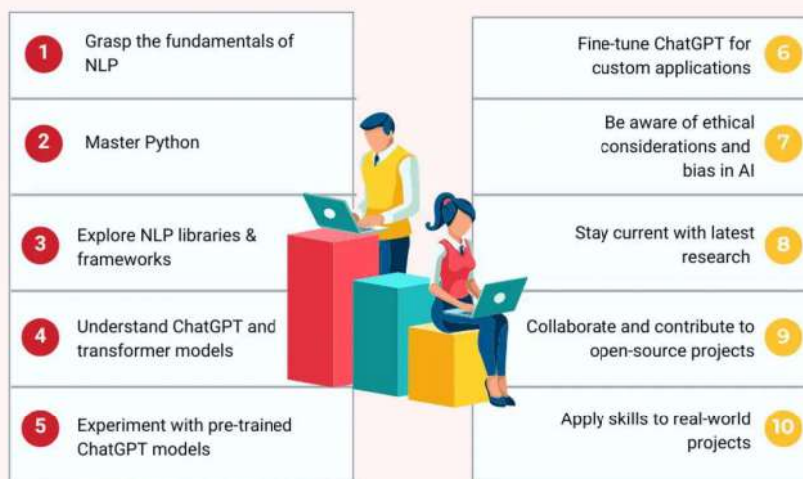 1
Grasp the fundamentals of
NLP
2
Master Python
3
Explore NLP libraries &
frameworks
4
Understand ChatGPT and
transformer models
5
Experiment with pre-trained
ChatGPT models
Fine-tune ChatGPT for
custom applications
6
Be aware of ethical
considerations and
bias in AI
7
Stay current with latest
research
8
Collaborate and contribute to
open-source projects
9
Apply skills to real-world
projects
10